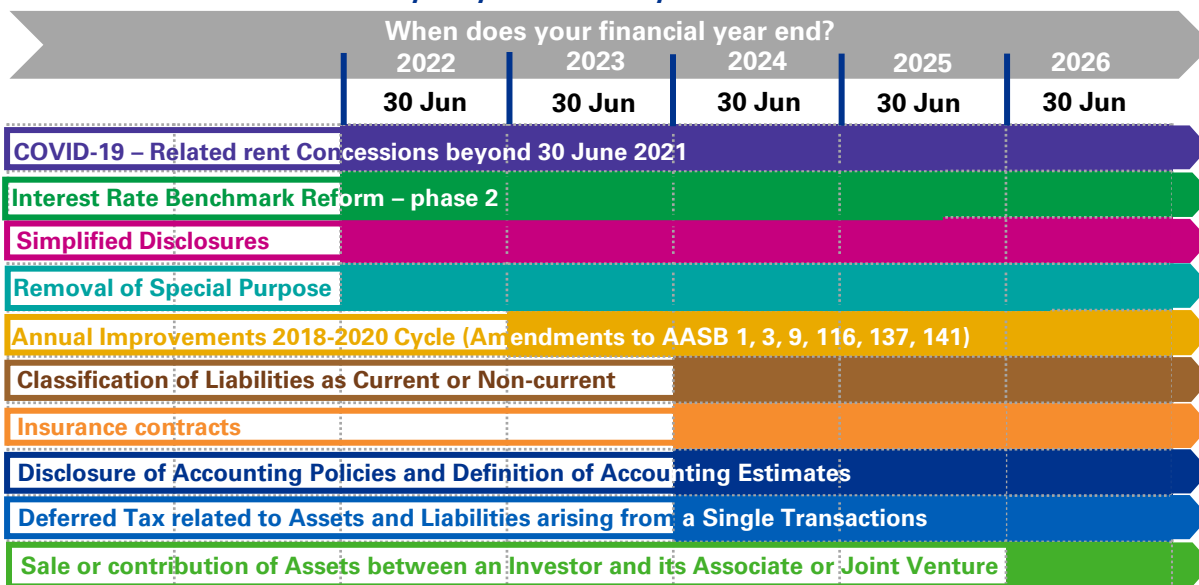 When does your financial year end?
2022 2023 2024 2025 2026
30 Jun 30 Jun 30 Jun 30 Jun 30 Jun
COVID-19 – Related rent Concessions beyond 30 June 2021
Interest Rate Benchmark Reform – phase 2
Simplified Disclosures
Removal of Special Purpose
Annual Improvements 2018-2020 Cycle (Amendments to AASB 1, 3, 9, 116, 137, 141)
Classification of Liabilities as Current or Non-current
Insurance contracts
Disclosure of Accounting Policies and Definition of Accounting Estimates
Deferred Tax related to Assets and Liabilities arising from a Single Transactions
Sale or contribution of Assets between an Investor and its Associate or Joint Venture